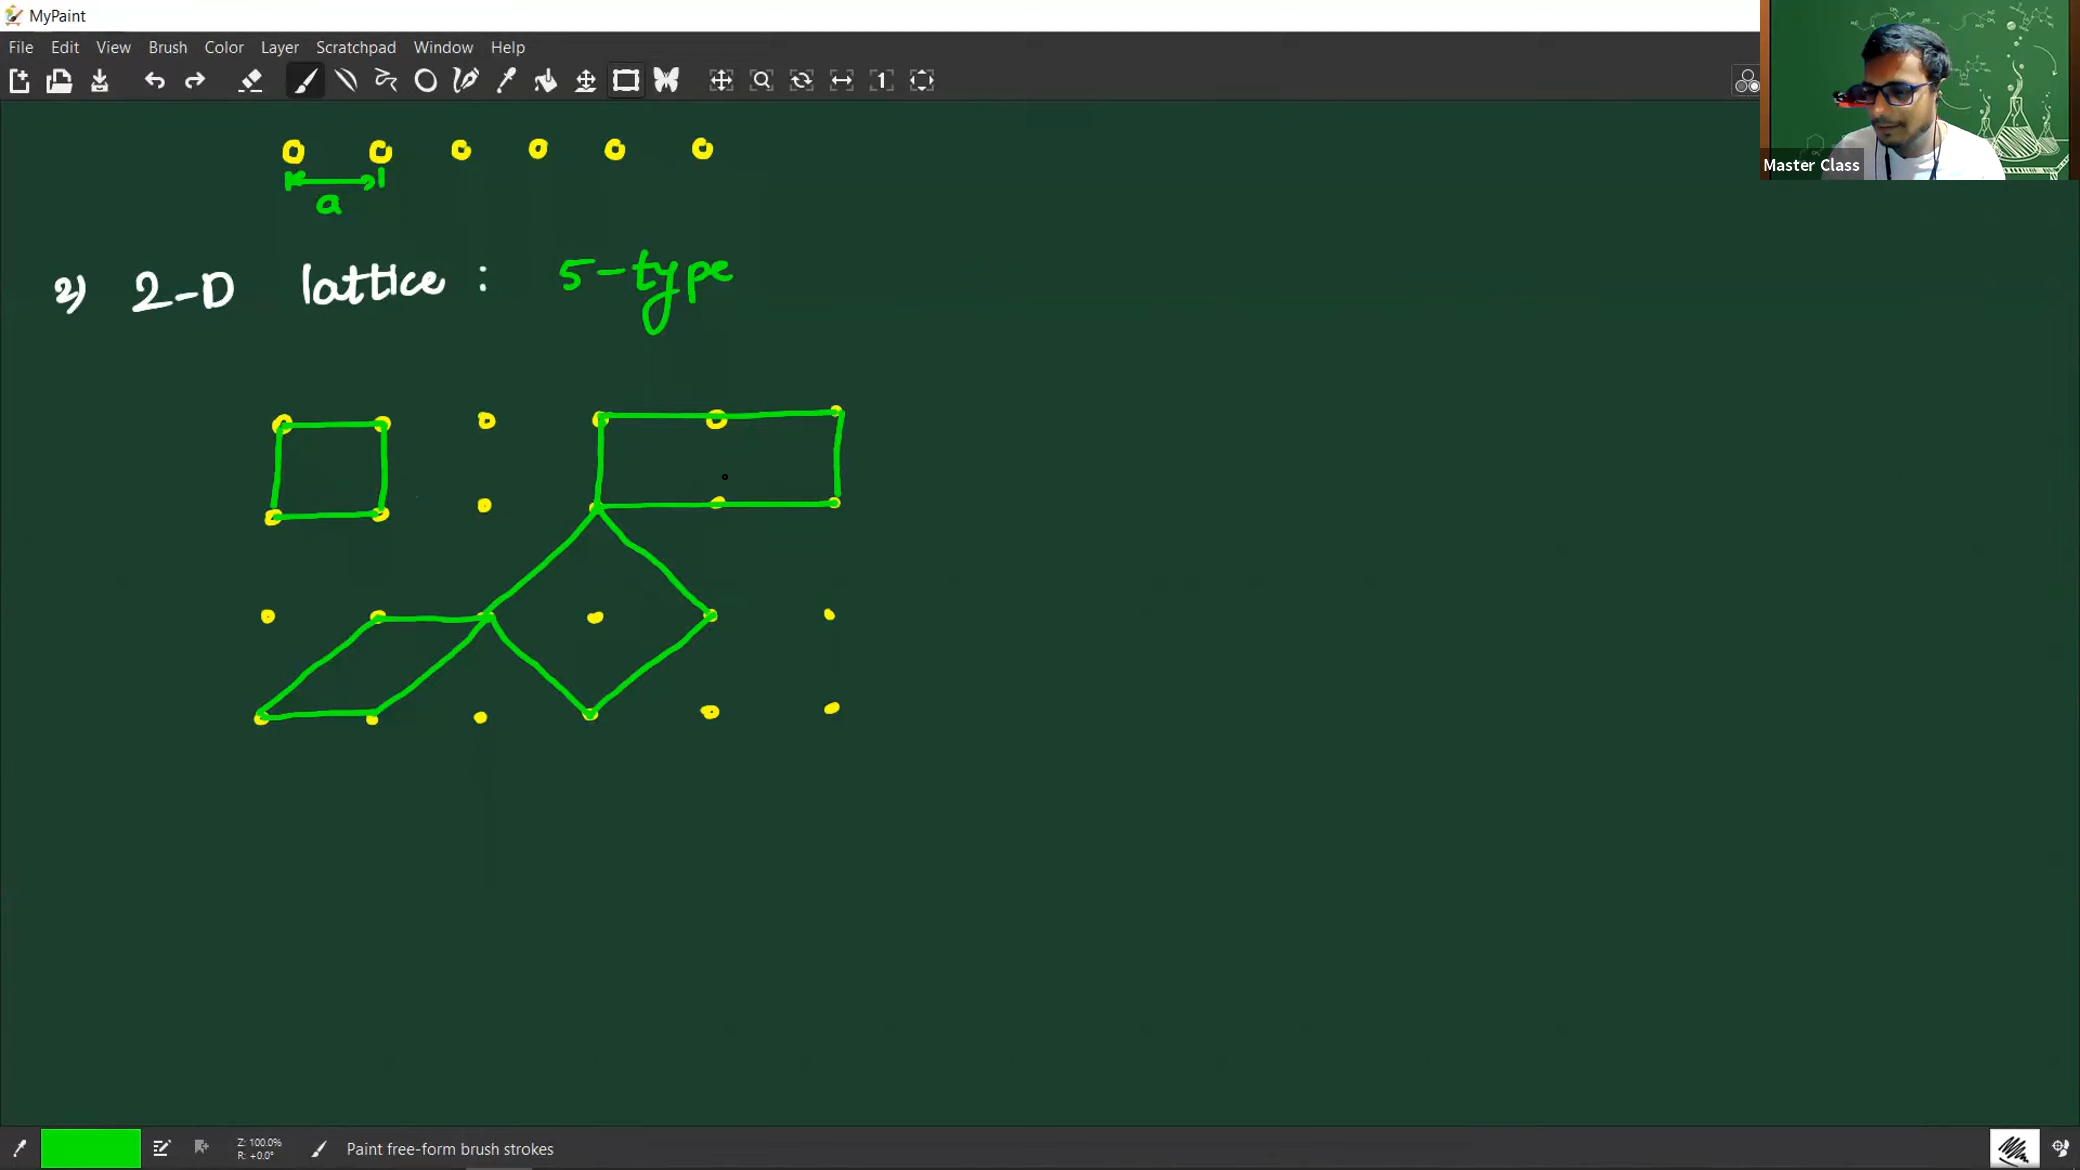 MyPaint
File Edit View Brush Color Layer Scratchpad Window Help
Master Class
a
2) 2-D lattice : 5-type
Z: 100.0%
R: +0.0°
Paint free-form brush strokes